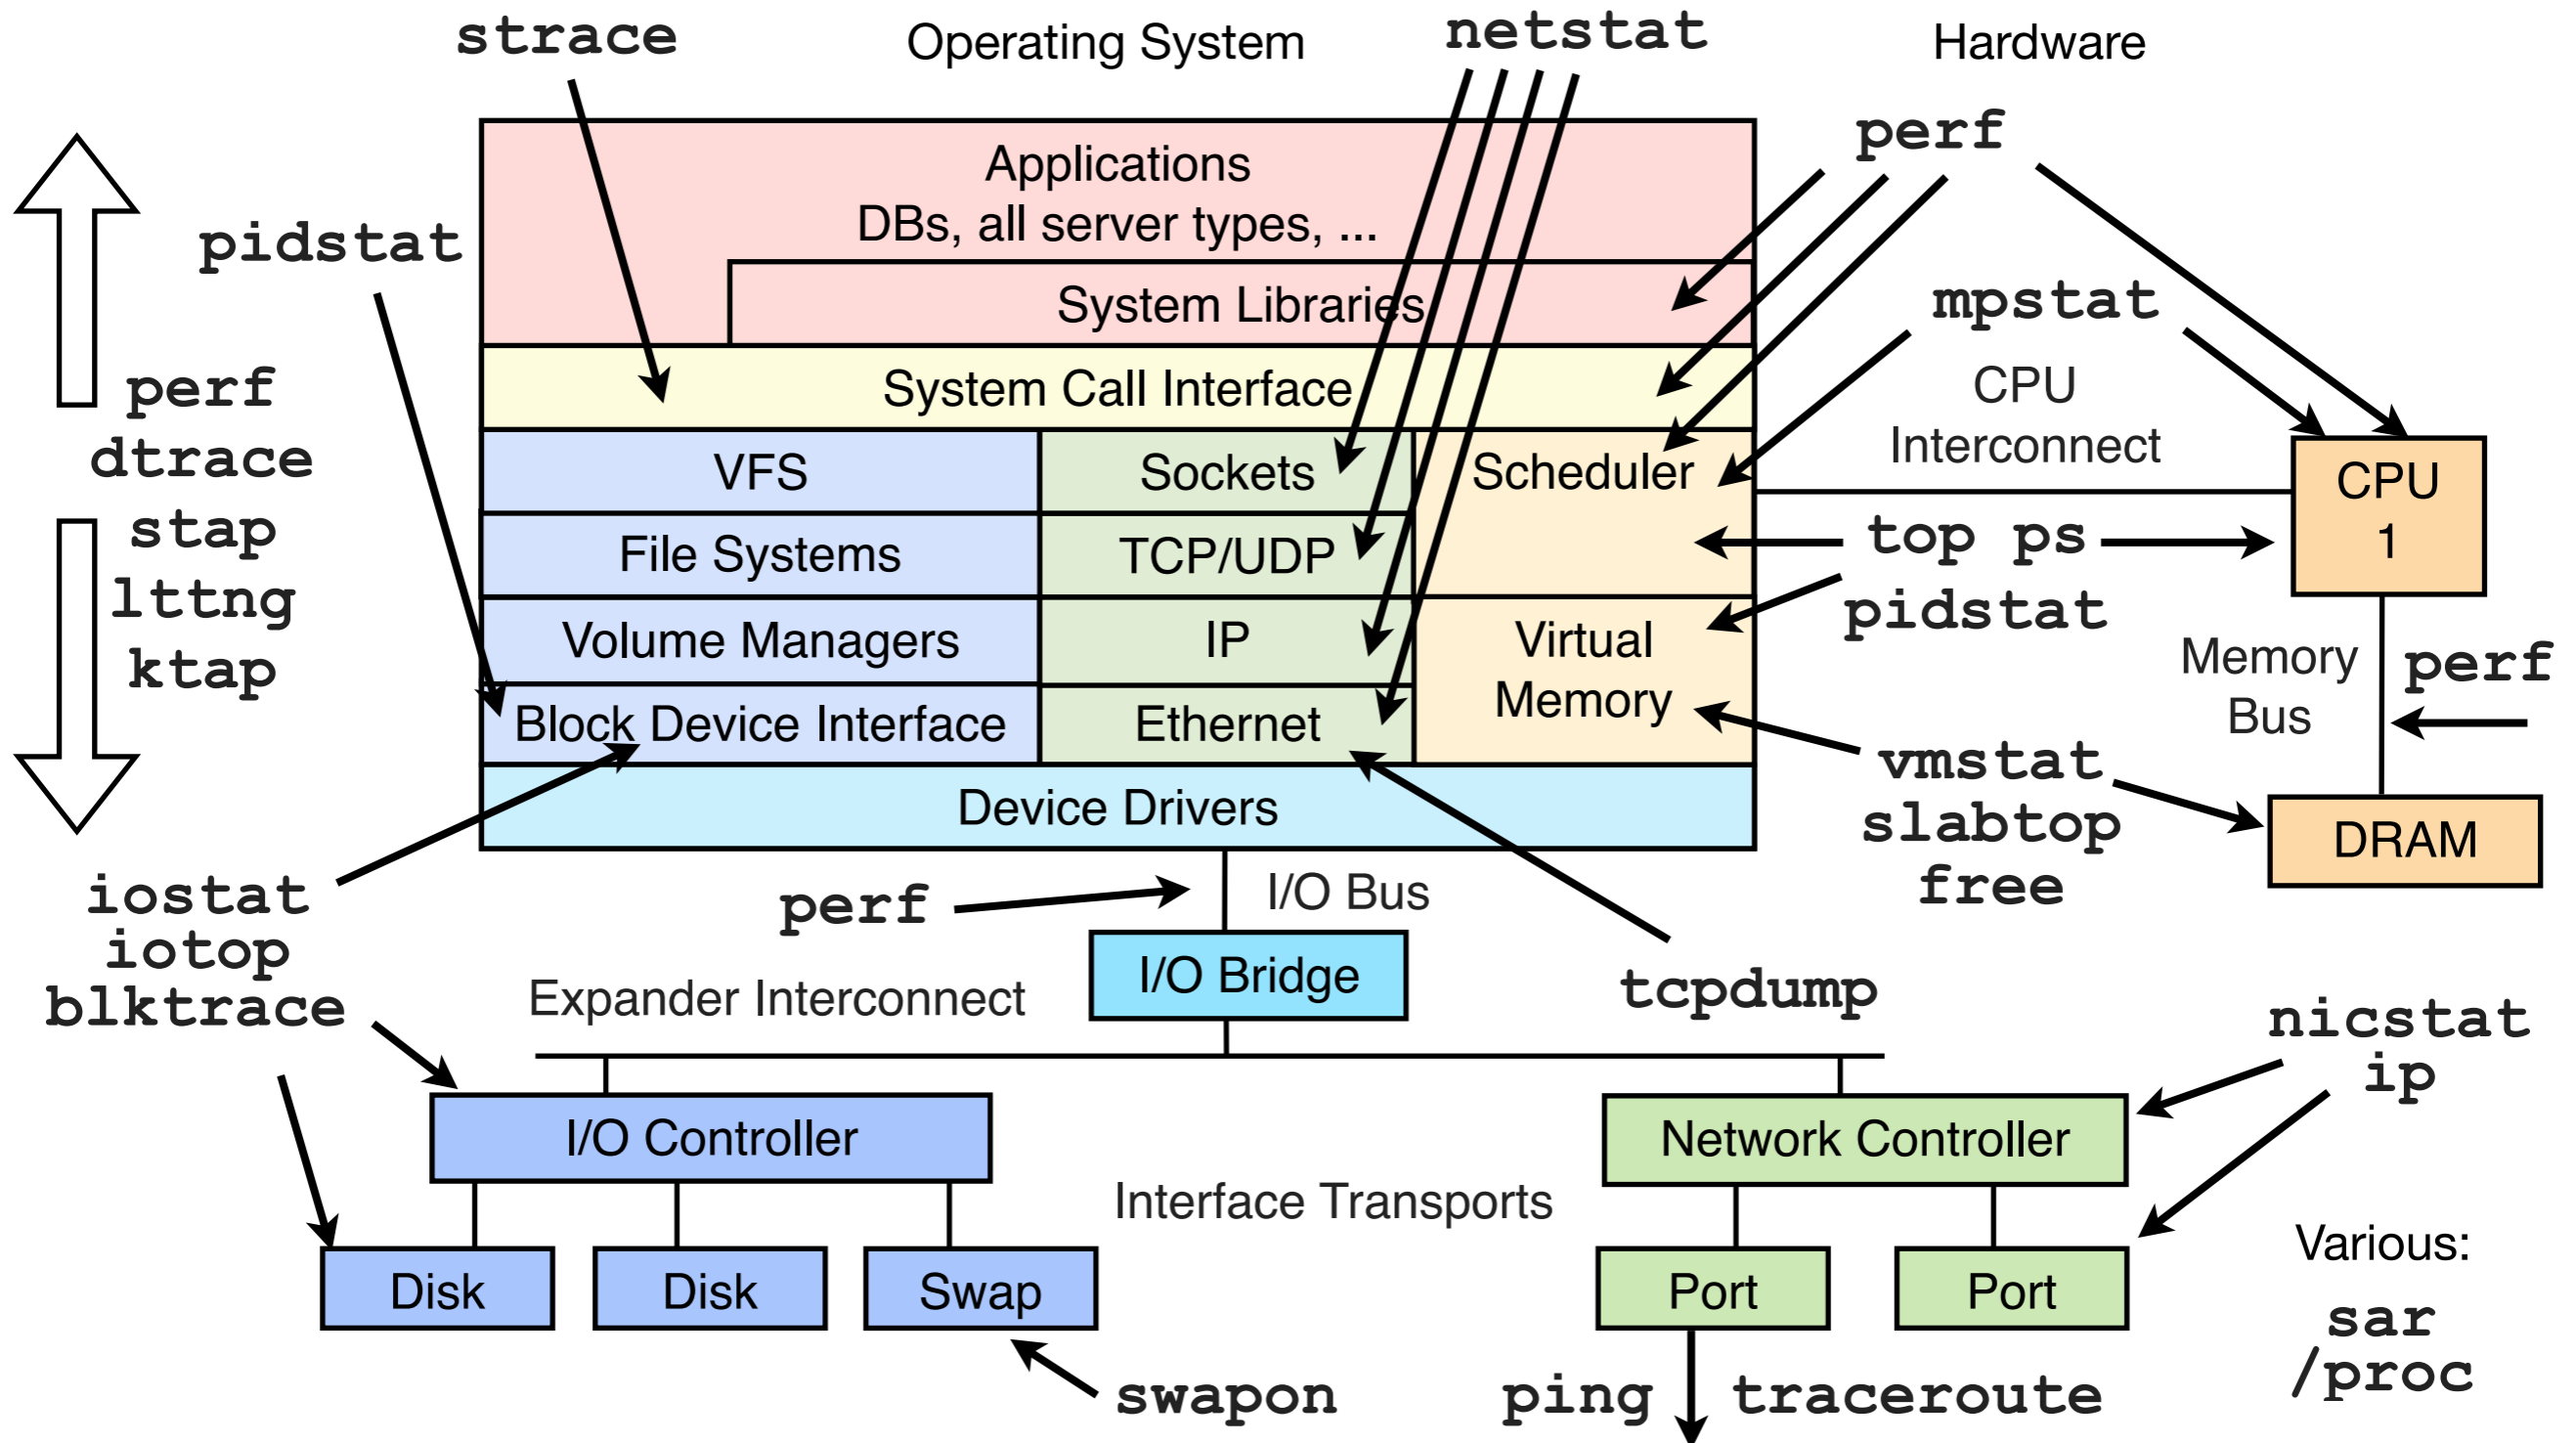 strace
Operating System
netstat
Hardware
perf
Applications
DBs, all server types, ...
pidstat
System Libraries
mpstat
perf
dtrace
stap
lttng
ktap
System Call Interface
CPU
Interconnect
VFS
Sockets
Scheduler
CPU
1
File Systems
TCP/UDP
top ps
pidstat
Volume Managers
IP
Virtual
Memory
Memory
Bus
perf
Block Device Interface
Ethernet
vmstat
slabtop
free
Device Drivers
DRAM
iostat
iotop
blktrace
perf
I/O Bus
I/O Bridge
Expander Interconnect
tcpdump
nicstat
ip
I/O Controller
Network Controller
Interface Transports
Disk
Disk
Swap
Port
Port
Various:
sar
/proc
swapon
ping
traceroute